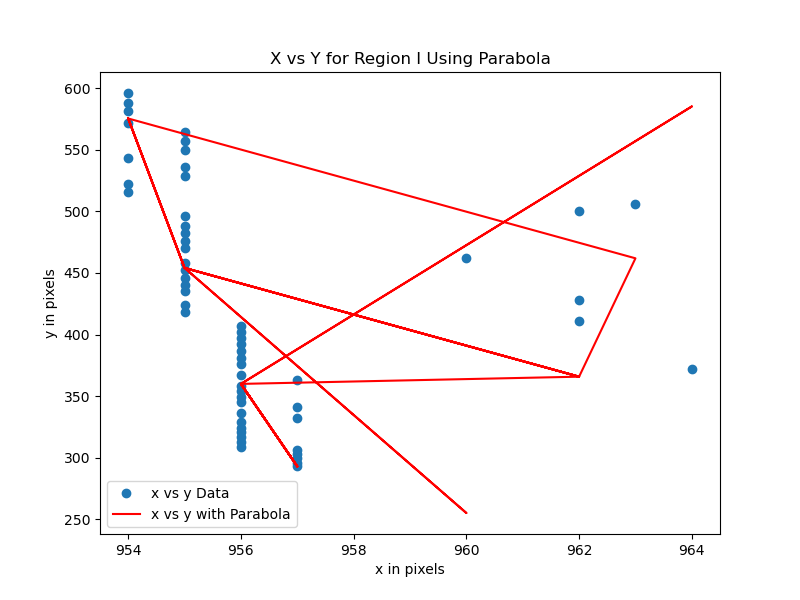 X vs Y for Region I Using Parabola
600
550
500
450
400
350
300
250
y in pixels
x vs y Data
x vs y with Parabola
954
956
958
960
962
964
x in pixels